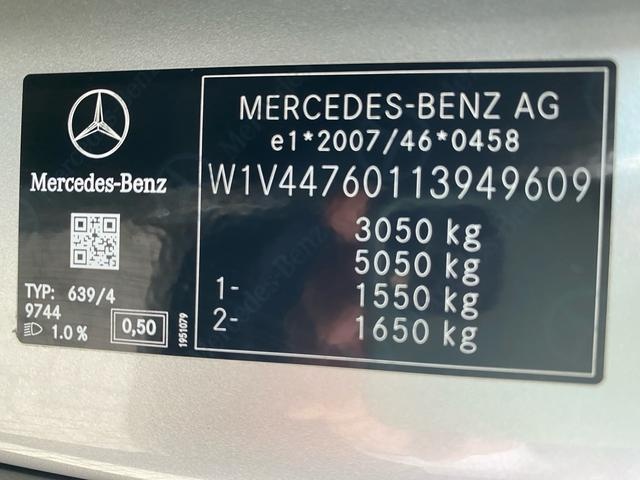 Mercedes-Benz
TYP: 639/4
9744
1.0 %
0,50
1951079
MERCEDES-BENZ AG
e1*2007/46*0458
W1V44760113949609
3050 kg
5050 kg
1- 1550 kg
2- 1650 kg